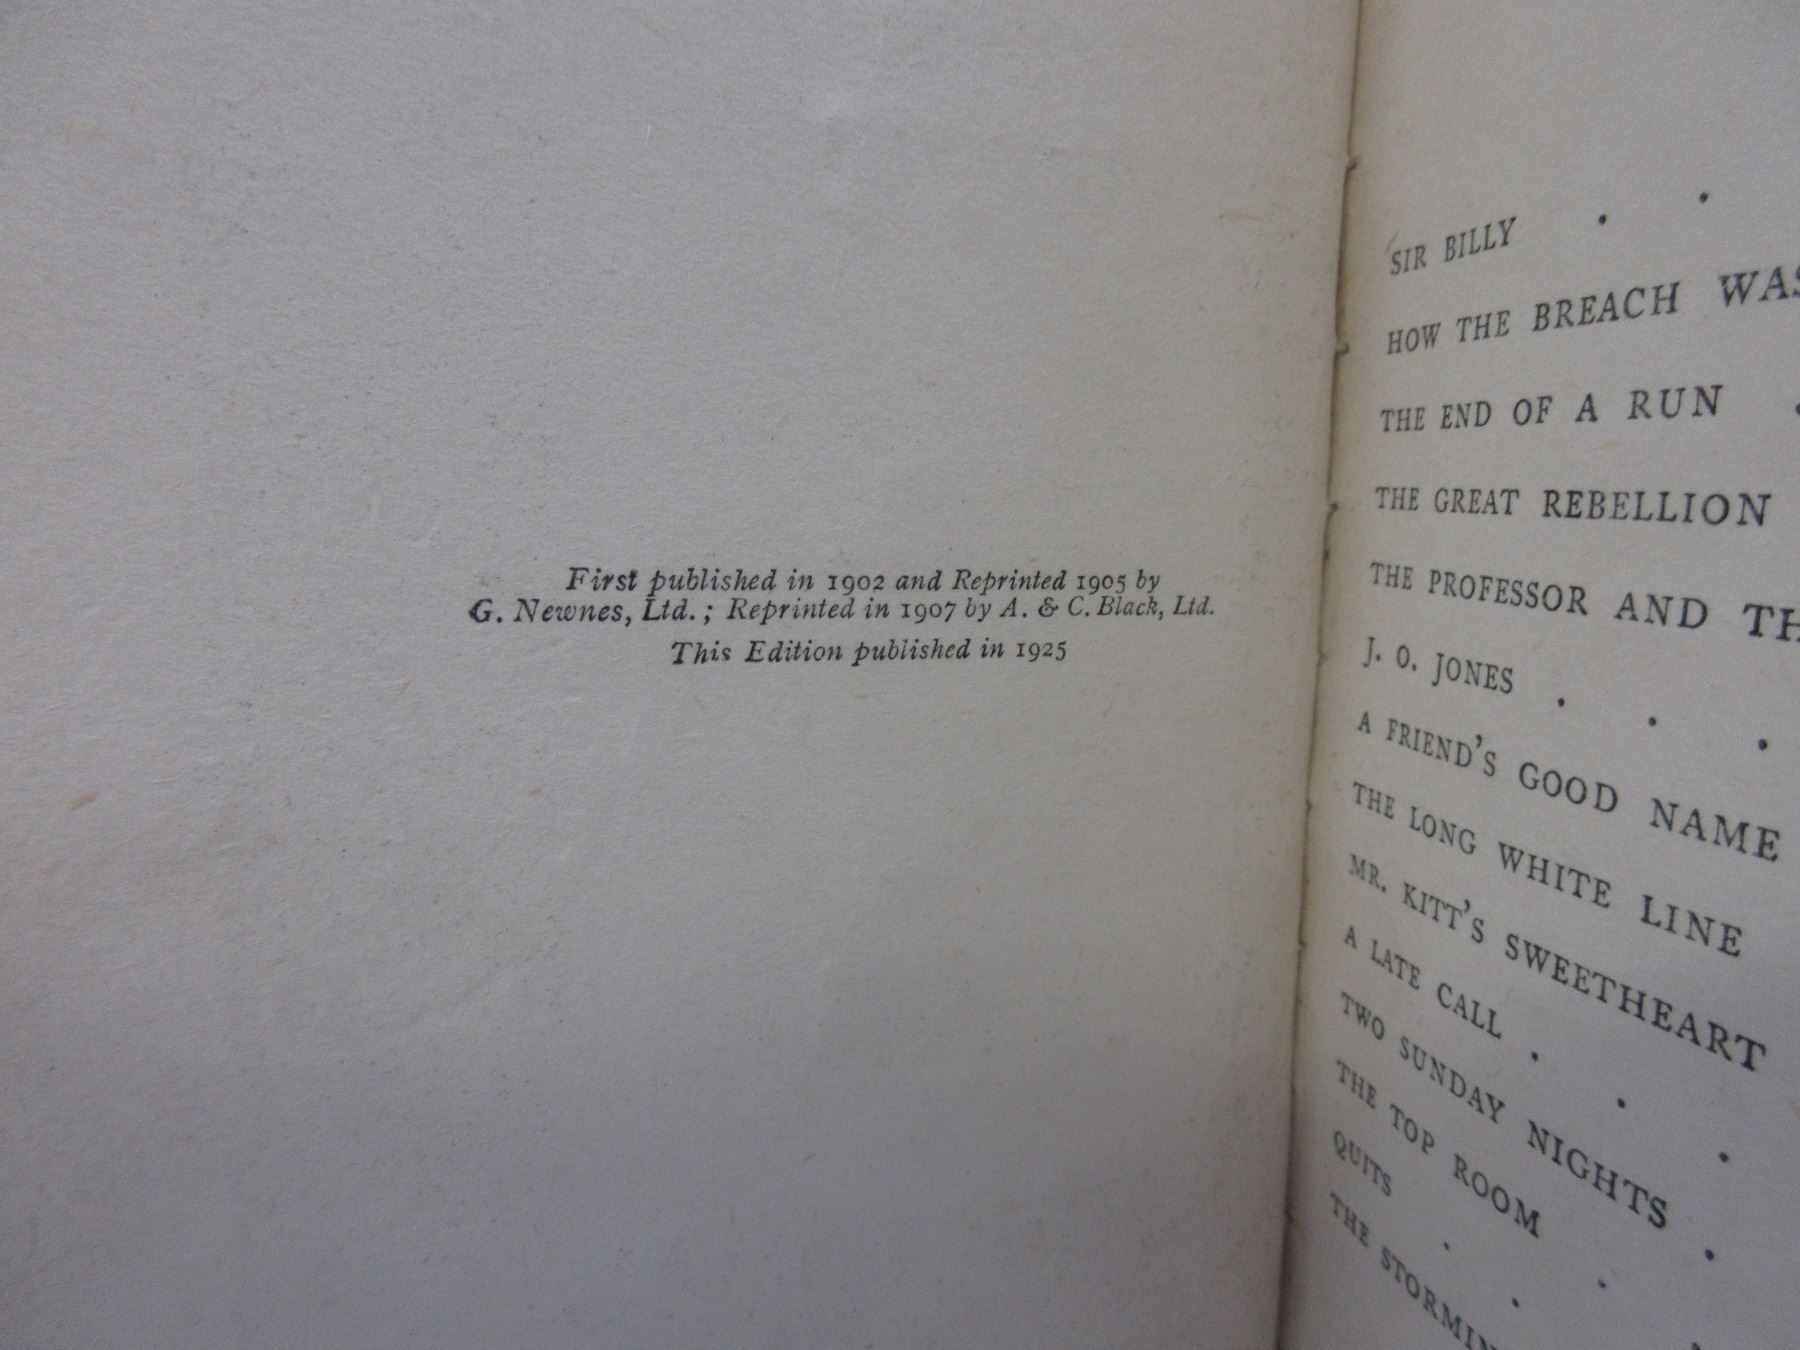 First published in 1902 and Reprinted 1905 by
G. Newnes, Ltd. ; Reprinted in 1907 by A. & C. Black, Ltd.
This Edition published in 1925
SIR BILLY . .
HOW THE BREACH WAS
THE END OF A RUN .
THE GREAT REBELLION
THE PROFESSOR AND TH
J. O. JONES . . .
A FRIEND'S GOOD NAME
THE LONG WHITE LINE
MR. KITT'S SWEETHEART
A LATE CALL . . .
TWO SUNDAY NIGHTS .
THE TOP ROOM
QUITS . . .
THE STORMIN